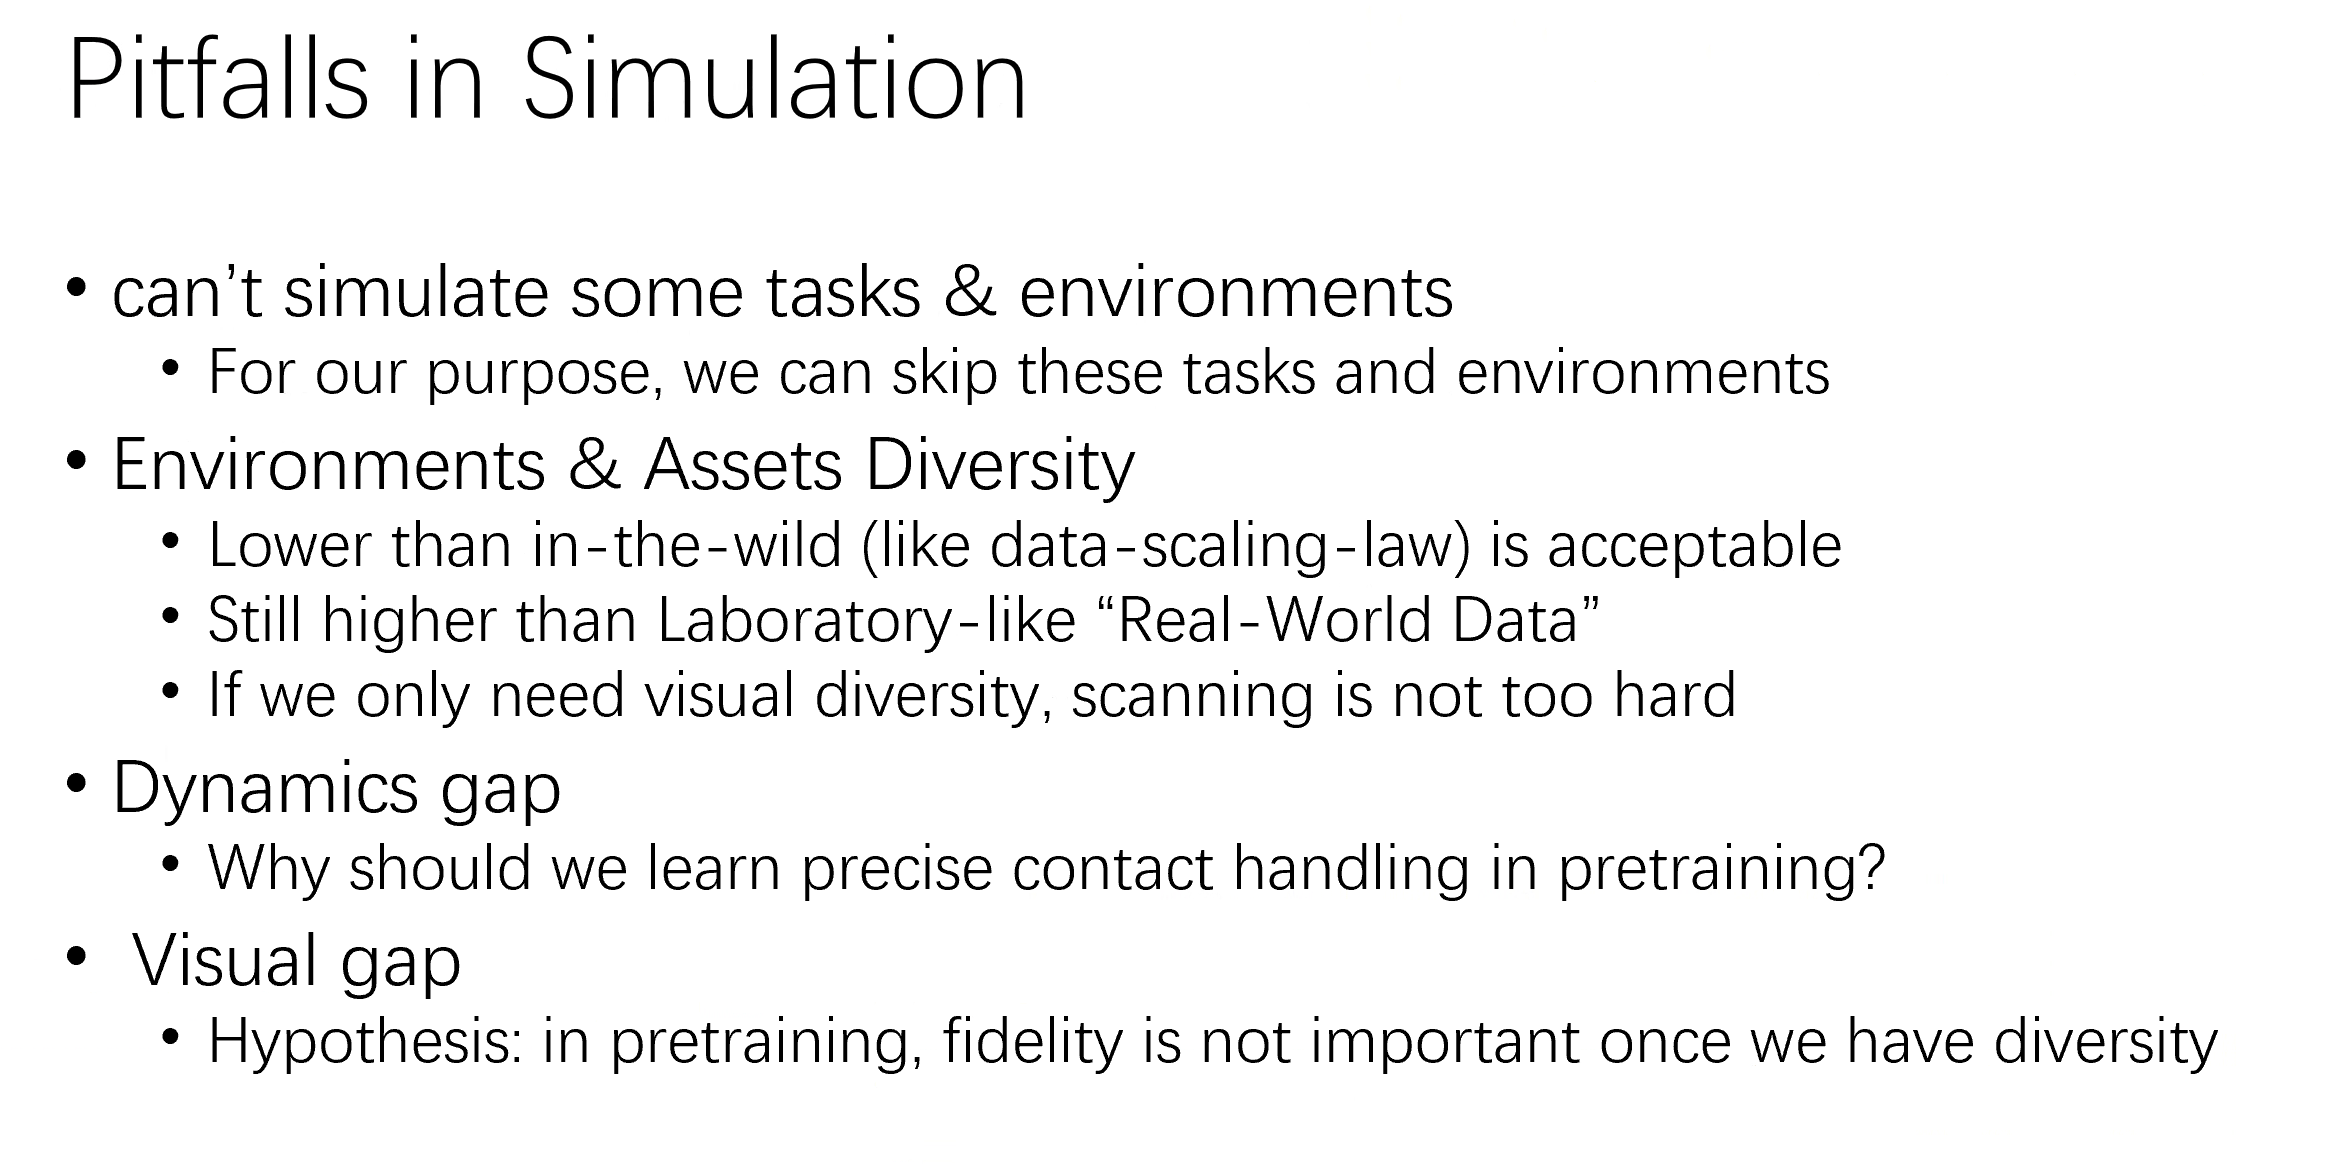 Pitfalls in Simulation
• can’t simulate some tasks & environments
• For our purpose, we can skip these tasks and environments
• Environments & Assets Diversity
• Lower than in-the-wild (like data-scaling-law) is acceptable
• Still higher than Laboratory-like “Real-World Data”
• If we only need visual diversity, scanning is not too hard
• Dynamics gap
• Why should we learn precise contact handling in pretraining?
• Visual gap
• Hypothesis: in pretraining, fidelity is not important once we have diversity